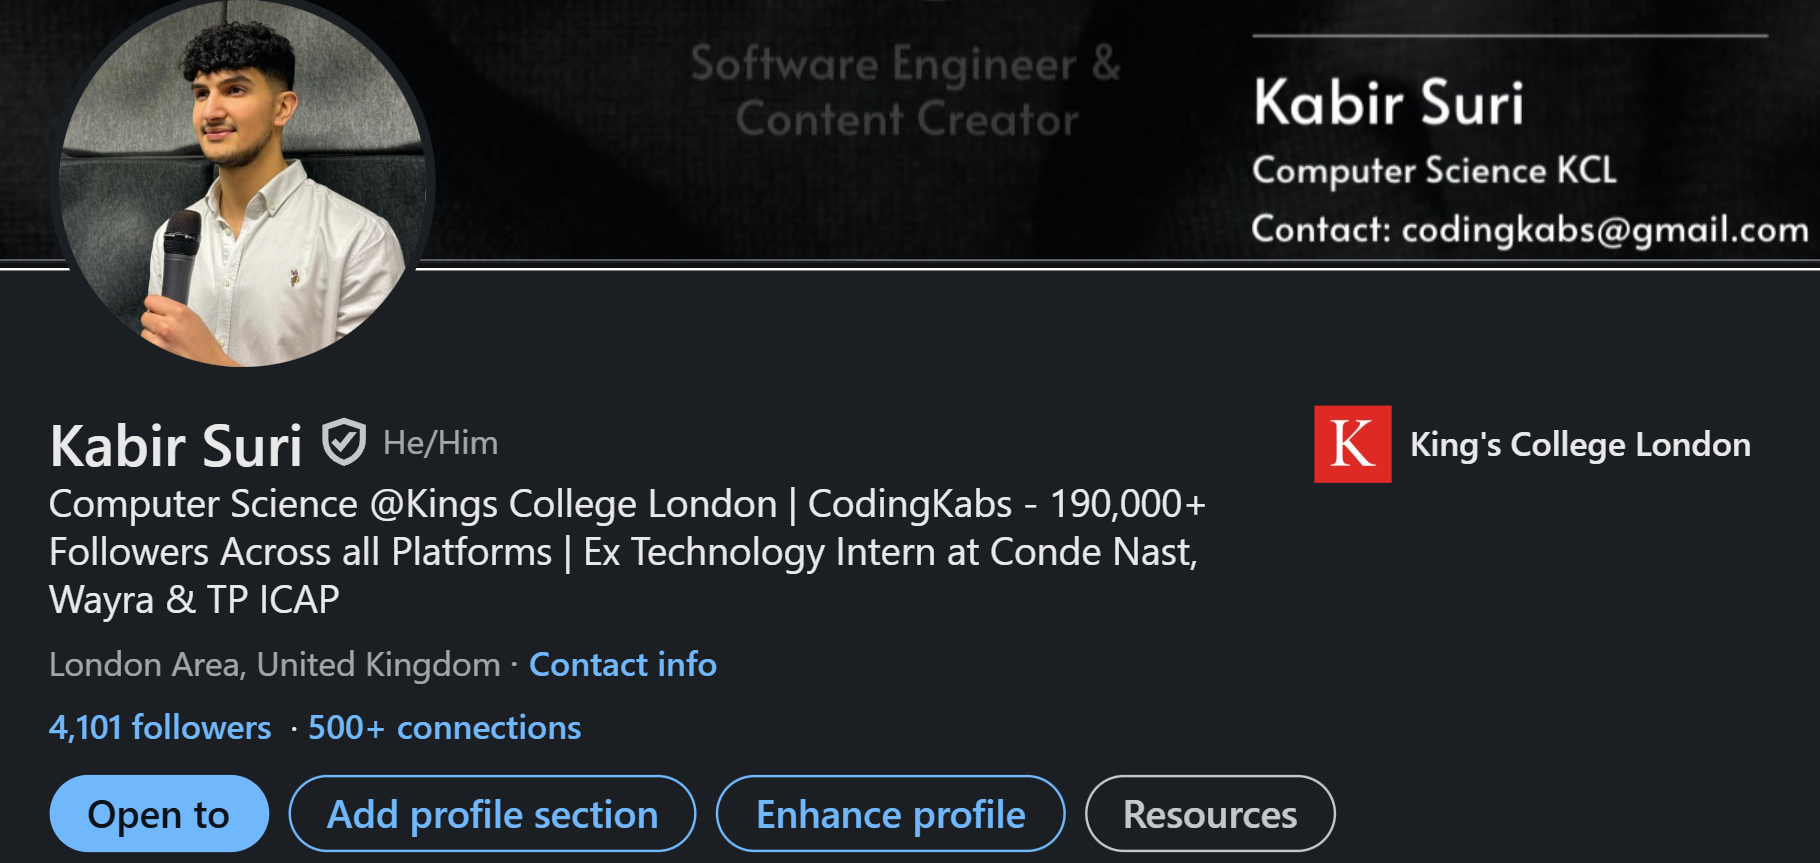 Software Engineer &
Content Creator
Kabir Suri
Computer Science KCL
Contact: codingkabs@gmail.com
Kabir Suri He/Him
Computer Science @Kings College London | CodingKabs - 190,000+
Followers Across all Platforms | Ex Technology Intern at Conde Nast,
Wayra & TP ICAP
K King's College London
London Area, United Kingdom · Contact info
4,101 followers · 500+ connections
Open to
Add profile section
Enhance profile
Resources